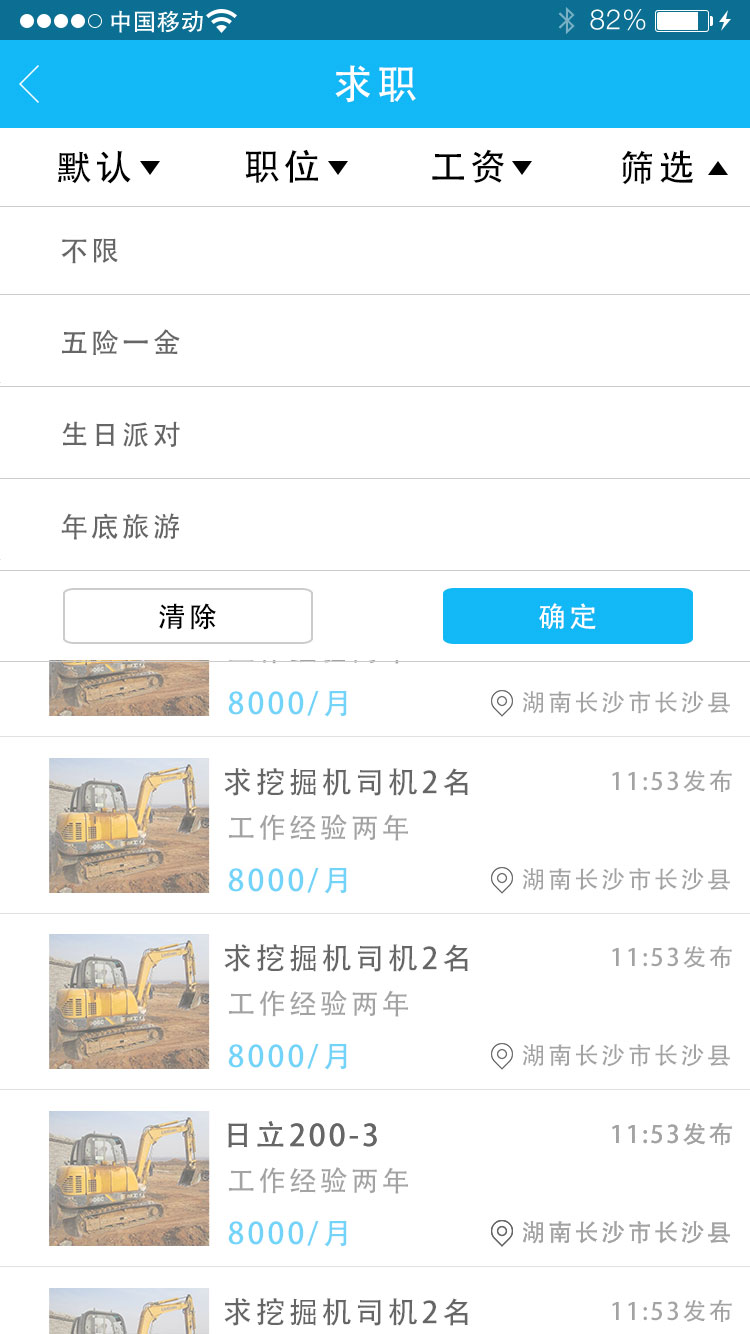 中国移动 82%
求职
默认 职位 工资 筛选
不限
五险一金
生日派对
年底旅游
清除 确定
8000/月 湖南长沙市长沙县
求挖掘机司机2名 11:53发布
工作经验两年
8000/月 湖南长沙市长沙县
求挖掘机司机2名 11:53发布
工作经验两年
8000/月 湖南长沙市长沙县
日立200-3 11:53发布
工作经验两年
8000/月 湖南长沙市长沙县
求挖掘机司机2名 11:53发布